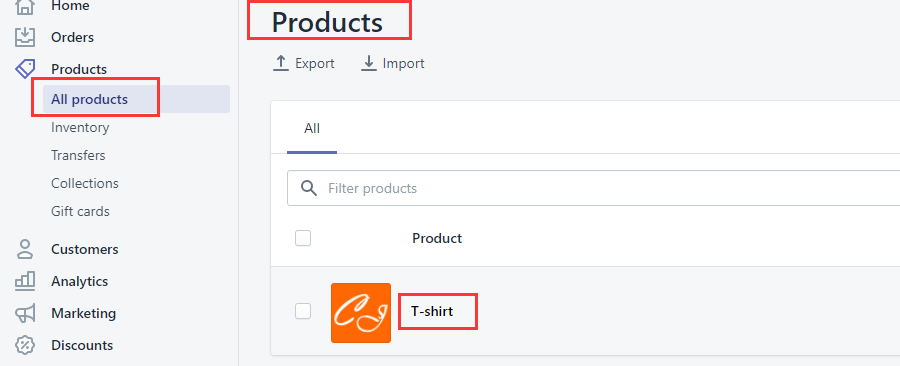 Home
Orders
Products
All products
Inventory
Transfers
Collections
Gift cards
Customers
Analytics
Marketing
Discounts
Products
Export Import
All
Filter products
Product
CJ T-shirt